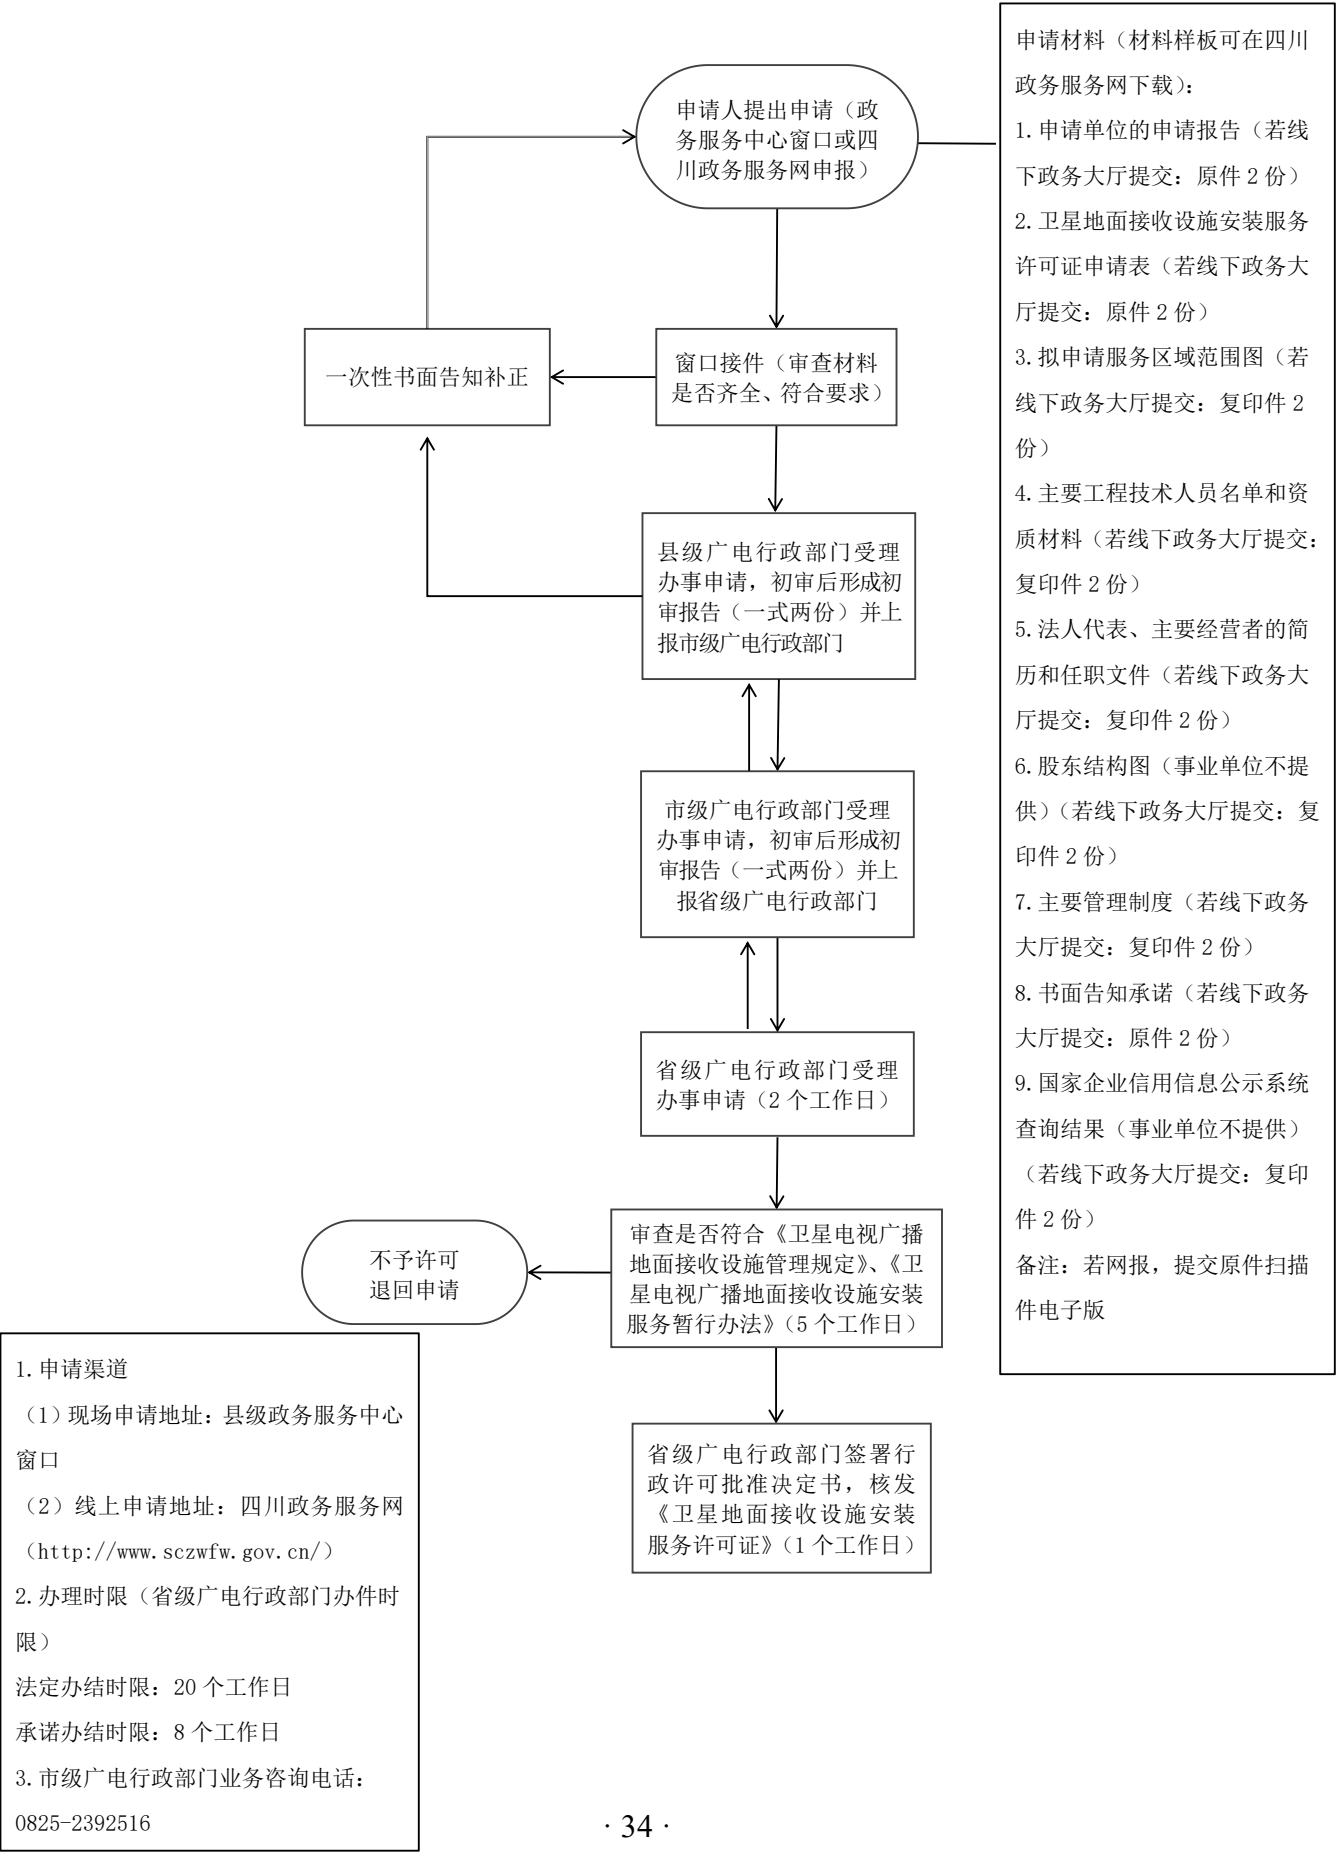 申请人提出申请（政
务服务中心窗口或四
川政务服务网申报）
一次性书面告知补正
窗口接件（审查材料
是否齐全、符合要求）
县级广电行政部门受理
办事申请，初审后形成初
审报告（一式两份）并上
报市级广电行政部门
市级广电行政部门受理
办事申请，初审后形成初
审报告（一式两份）并上
报省级广电行政部门
省级广电行政部门受理
办事申请（2 个工作日）
审查是否符合《卫星电视广播
地面接收设施管理规定》、《卫
星电视广播地面接收设施安装
服务暂行办法》（5 个工作日）
不予许可
退回申请
省级广电行政部门签署行
政许可批准决定书，核发
《卫星地面接收设施安装
服务许可证》（1 个工作日）
申请材料（材料样板可在四川
政务服务网下载）：
1.申请单位的申请报告（若线
下政务大厅提交：原件 2 份）
2.卫星地面接收设施安装服务
许可证申请表（若线下政务大
厅提交：原件 2 份）
3.拟申请服务区域范围图（若
线下政务大厅提交：复印件 2
份）
4.主要工程技术人员名单和资
质材料（若线下政务大厅提交：
复印件 2 份）
5.法人代表、主要经营者的简
历和任职文件（若线下政务大
厅提交：复印件 2 份）
6.股东结构图（事业单位不提
供）（若线下政务大厅提交：复
印件 2 份）
7.主要管理制度（若线下政务
大厅提交：复印件 2 份）
8.书面告知承诺（若线下政务
大厅提交：原件 2 份）
9.国家企业信用信息公示系统
查询结果（事业单位不提供）
（若线下政务大厅提交：复印
件 2 份）
备注：若网报，提交原件扫描
件电子版
1.申请渠道
（1）现场申请地址：县级政务服务中心
窗口
（2）线上申请地址：四川政务服务网
（http://www.sczwfw.gov.cn/）
2.办理时限（省级广电行政部门办件时
限）
法定办结时限：20 个工作日
承诺办结时限：8 个工作日
3.市级广电行政部门业务咨询电话：
0825-2392516
· 34 ·